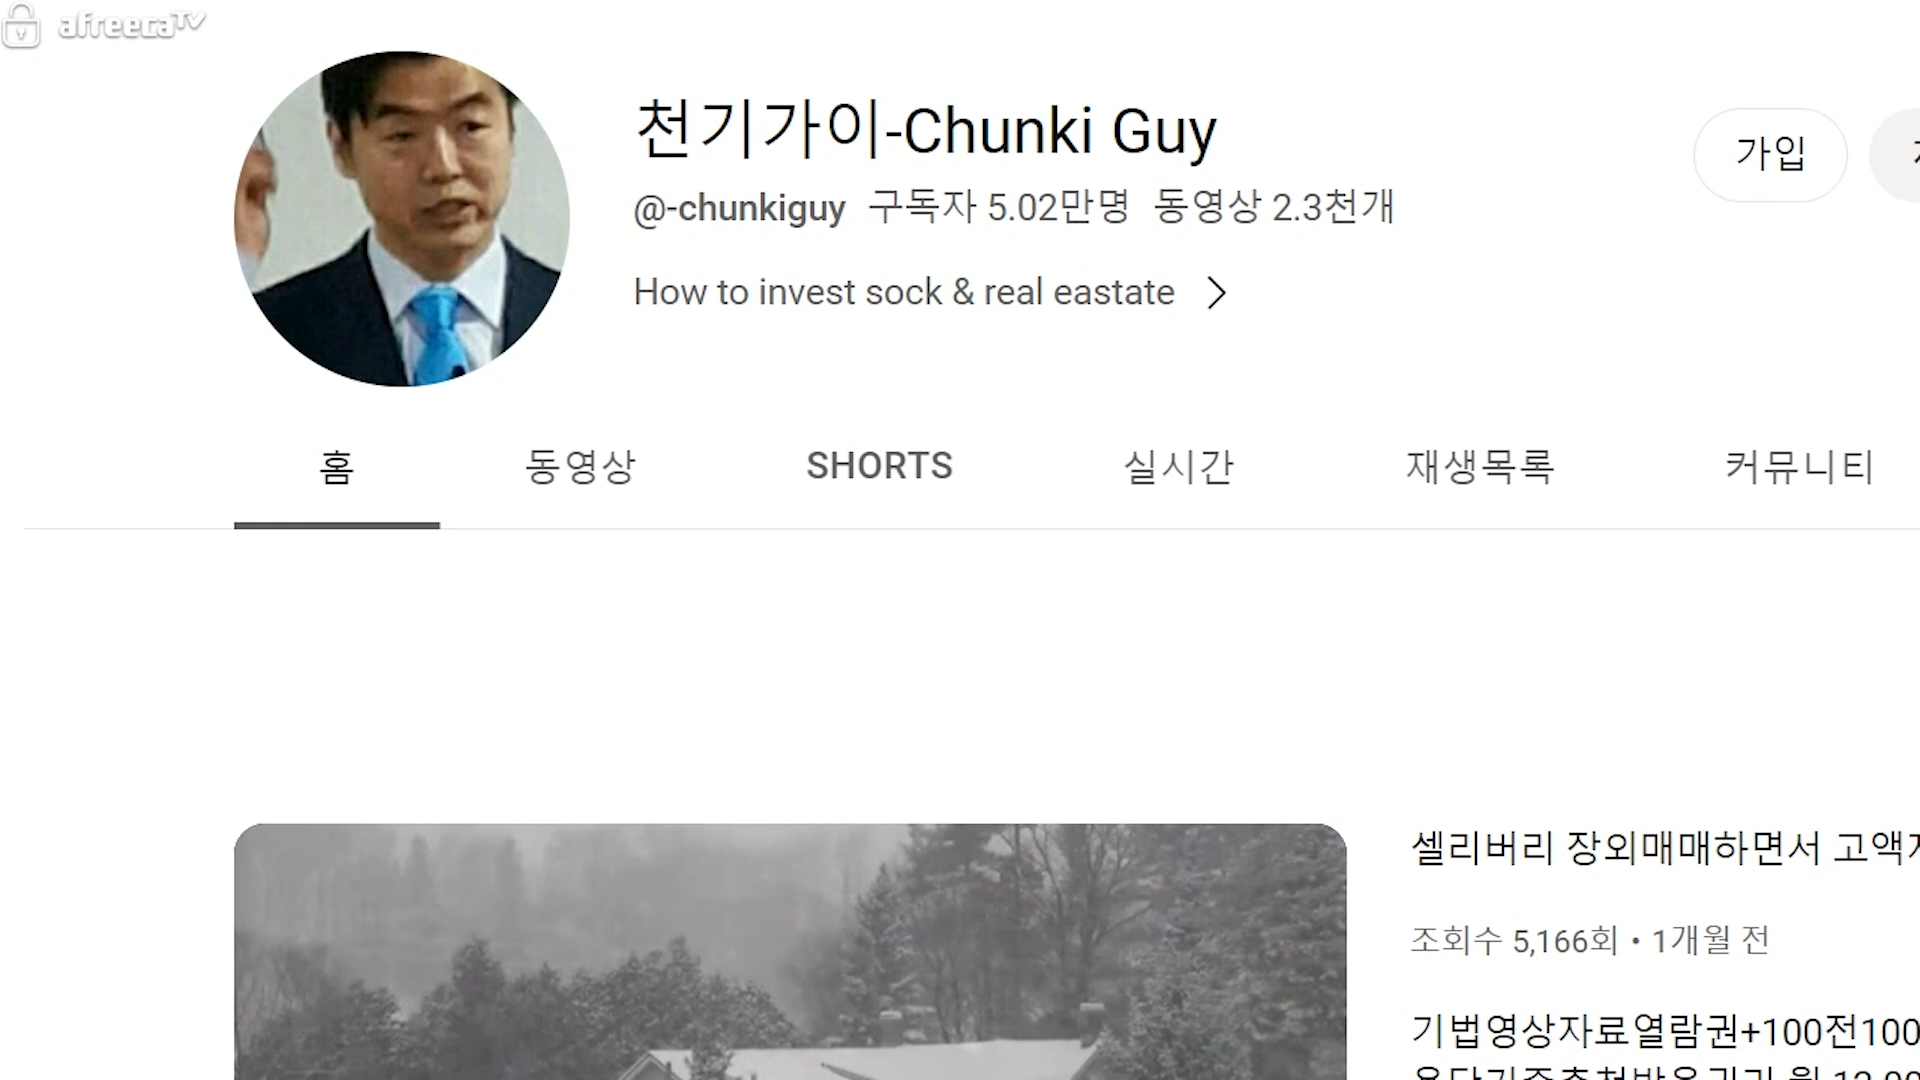 afreecaTV
천기가이-Chunki Guy
@-chunkiguy 구독자 5.02만명 동영상 2.3천개
How to invest sock & real eastate
가입
홈 동영상 SHORTS 실시간 재생목록 커뮤니티
셀리버리 장외매매하면서 고액
조회수 5,166회 • 1개월 전
기법영상자료열람권+100전100